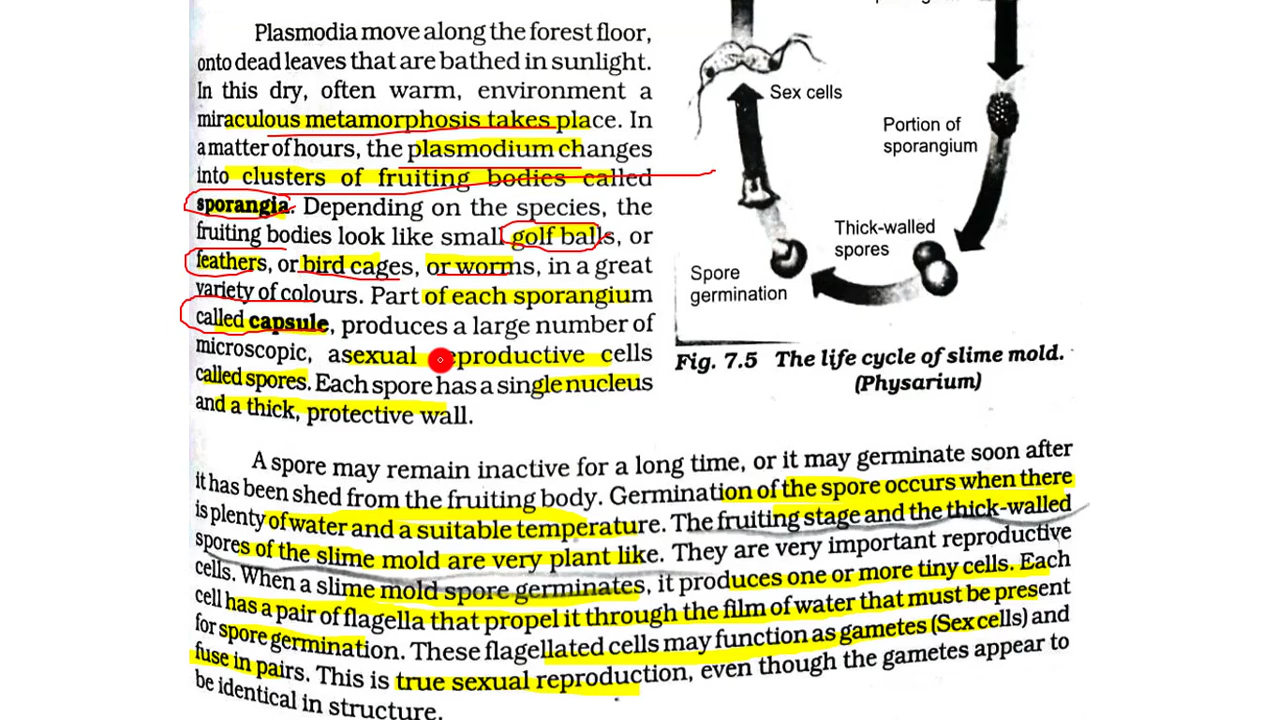 Plasmodia move along the forest floor,
onto dead leaves that are bathed in sunlight.
In this dry, often warm, environment a
miraculous metamorphosis takes place. In
a matter of hours, the plasmodium changes
into clusters of fruiting bodies called
sporangia. Depending on the species, the
fruiting bodies look like small golf balls, or
feathers, or bird cages, or worms, in a great
variety of colours. Part of each sporangium
called capsule, produces a large number of
microscopic, asexual reproductive cells
called spores. Each spore has a single nucleus
and a thick, protective wall.
Sex cells
Portion of
sporangium
Thick-walled
spores
Spore
germination
Fig. 7.5 The life cycle of slime mold.
(Physarium)
A spore may remain inactive for a long time, or it may germinate soon after
it has been shed from the fruiting body. Germination of the spore occurs when there
is plenty of water and a suitable temperature. The fruiting stage and the thick-walled
spores of the slime mold are very plant like. They are very important reproductive
cells. When a slime mold spore germinates, it produces one or more tiny cells. Each
cell has a pair of flagella that propel it through the film of water that must be present
for spore germination. These flagellated cells may function as gametes (Sex cells) and
fuse in pairs. This is true sexual reproduction, even though the gametes appear to
be identical in structure.